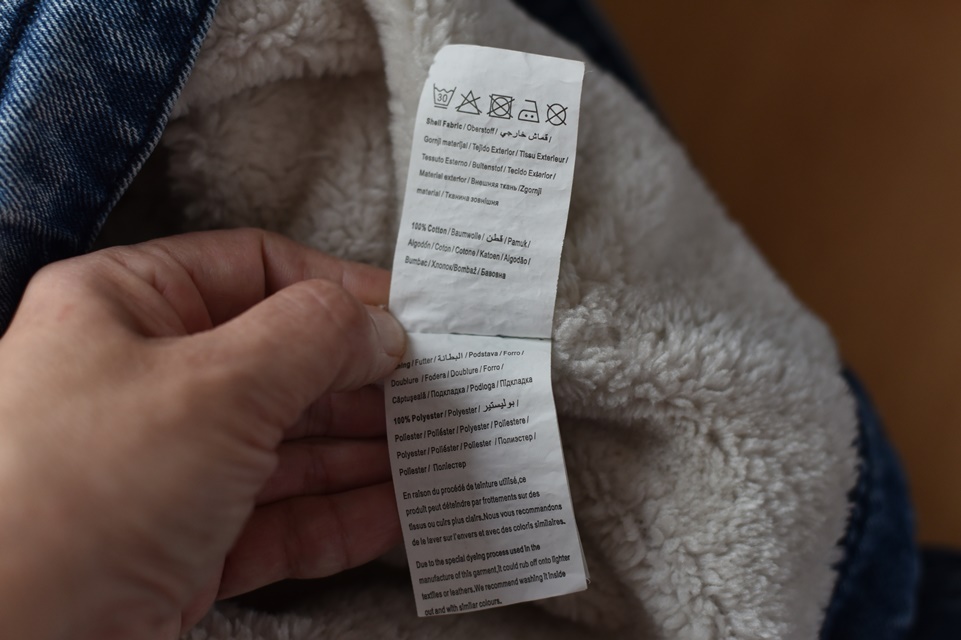 30
Shell Fabric / Oberstoff / قماش خارجي /
Gornji materijal / Tejido Exterior / Tissu Exterieur /
Tessuto Esterno / Buitenstof / Tecido Exterior /
Material exterior / Внешняя ткань /Zgornji
material / Тканина зовнішня
100% Cotton / Baumwolle / قطن / Pamuk /
Algodón / Coton / Cotone / Katoen / Algodão /
Bumbac / Хлопок/Bombaž / Бавовна
/ Futter / البطانة / Podstava / Forro /
Doublure / Fodera / Doublure / Forro /
Căptuşeală / Подкладка / Podloga / Підкладка
100% Polyester / Polyester / بوليستير /
Poliester / Poliéster / Polyester / Poliestere /
Polyester / Poliéster / Poliester / Полиэстер /
Poliester / Поліестер
En raison du procédé de teinture utilisé,ce
produit peut déteindre par frottements sur des
tissus ou cuirs plus clairs.Nous vous recommandons
de le laver sur l'envers et avec des coloris similaires.
Due to the special dyeing process used in the
manufacture of this garment,it could rub off onto lighter
textiles or leathers.We recommend washing it inside
out and with similar colours.